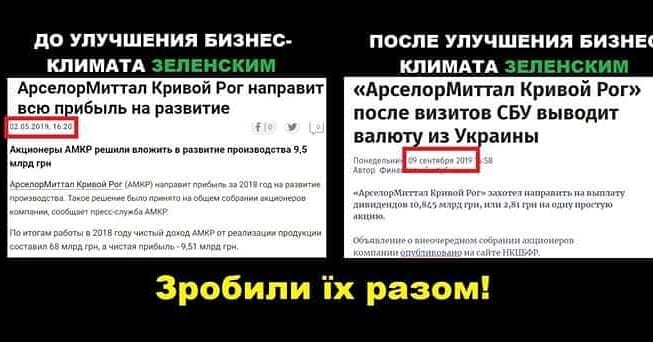 ДО УЛУЧШЕНИЯ БИЗНЕС-
КЛИМАТА ЗЕЛЕНСКИМ
АрселорМиттал Кривой Рог направит
всю прибыль на развитие
02.05.2019, 16:20
Акционеры АМКР решили вложить в развитие производства 9,5
млрд грн
АрселорМиттал Кривой Рог (АМКР) направит прибыль за 2018 год на развитие
производства. Такое решение было принято на общем собрании акционеров
компании, сообщает пресс-служба АМКР.
По итогам работы в 2018 году чистый доход АМКР от реализации продукции
составил 68 млрд грн, а чистая прибыль -9,51 млрд грн.
ПОСЛЕ УЛУЧШЕНИЯ БИЗНЕС
КЛИМАТА ЗЕЛЕНСКИМ
«АрселорМиттал Кривой Рог»
после визитов СБУ выводит
валюту из Украины
Понедельник 09 сентября 2019 :58
Автор
«АрселорМиттал Кривой Рог» захотел направить на выплату
дивидендов 10,845 млрд грн, или 2,81 грн на одну простую
акцию.
Объявление о внеочередном собрании акционеров
компании опубликовано на сайте НКЦБФР.
Зробили їх разом!